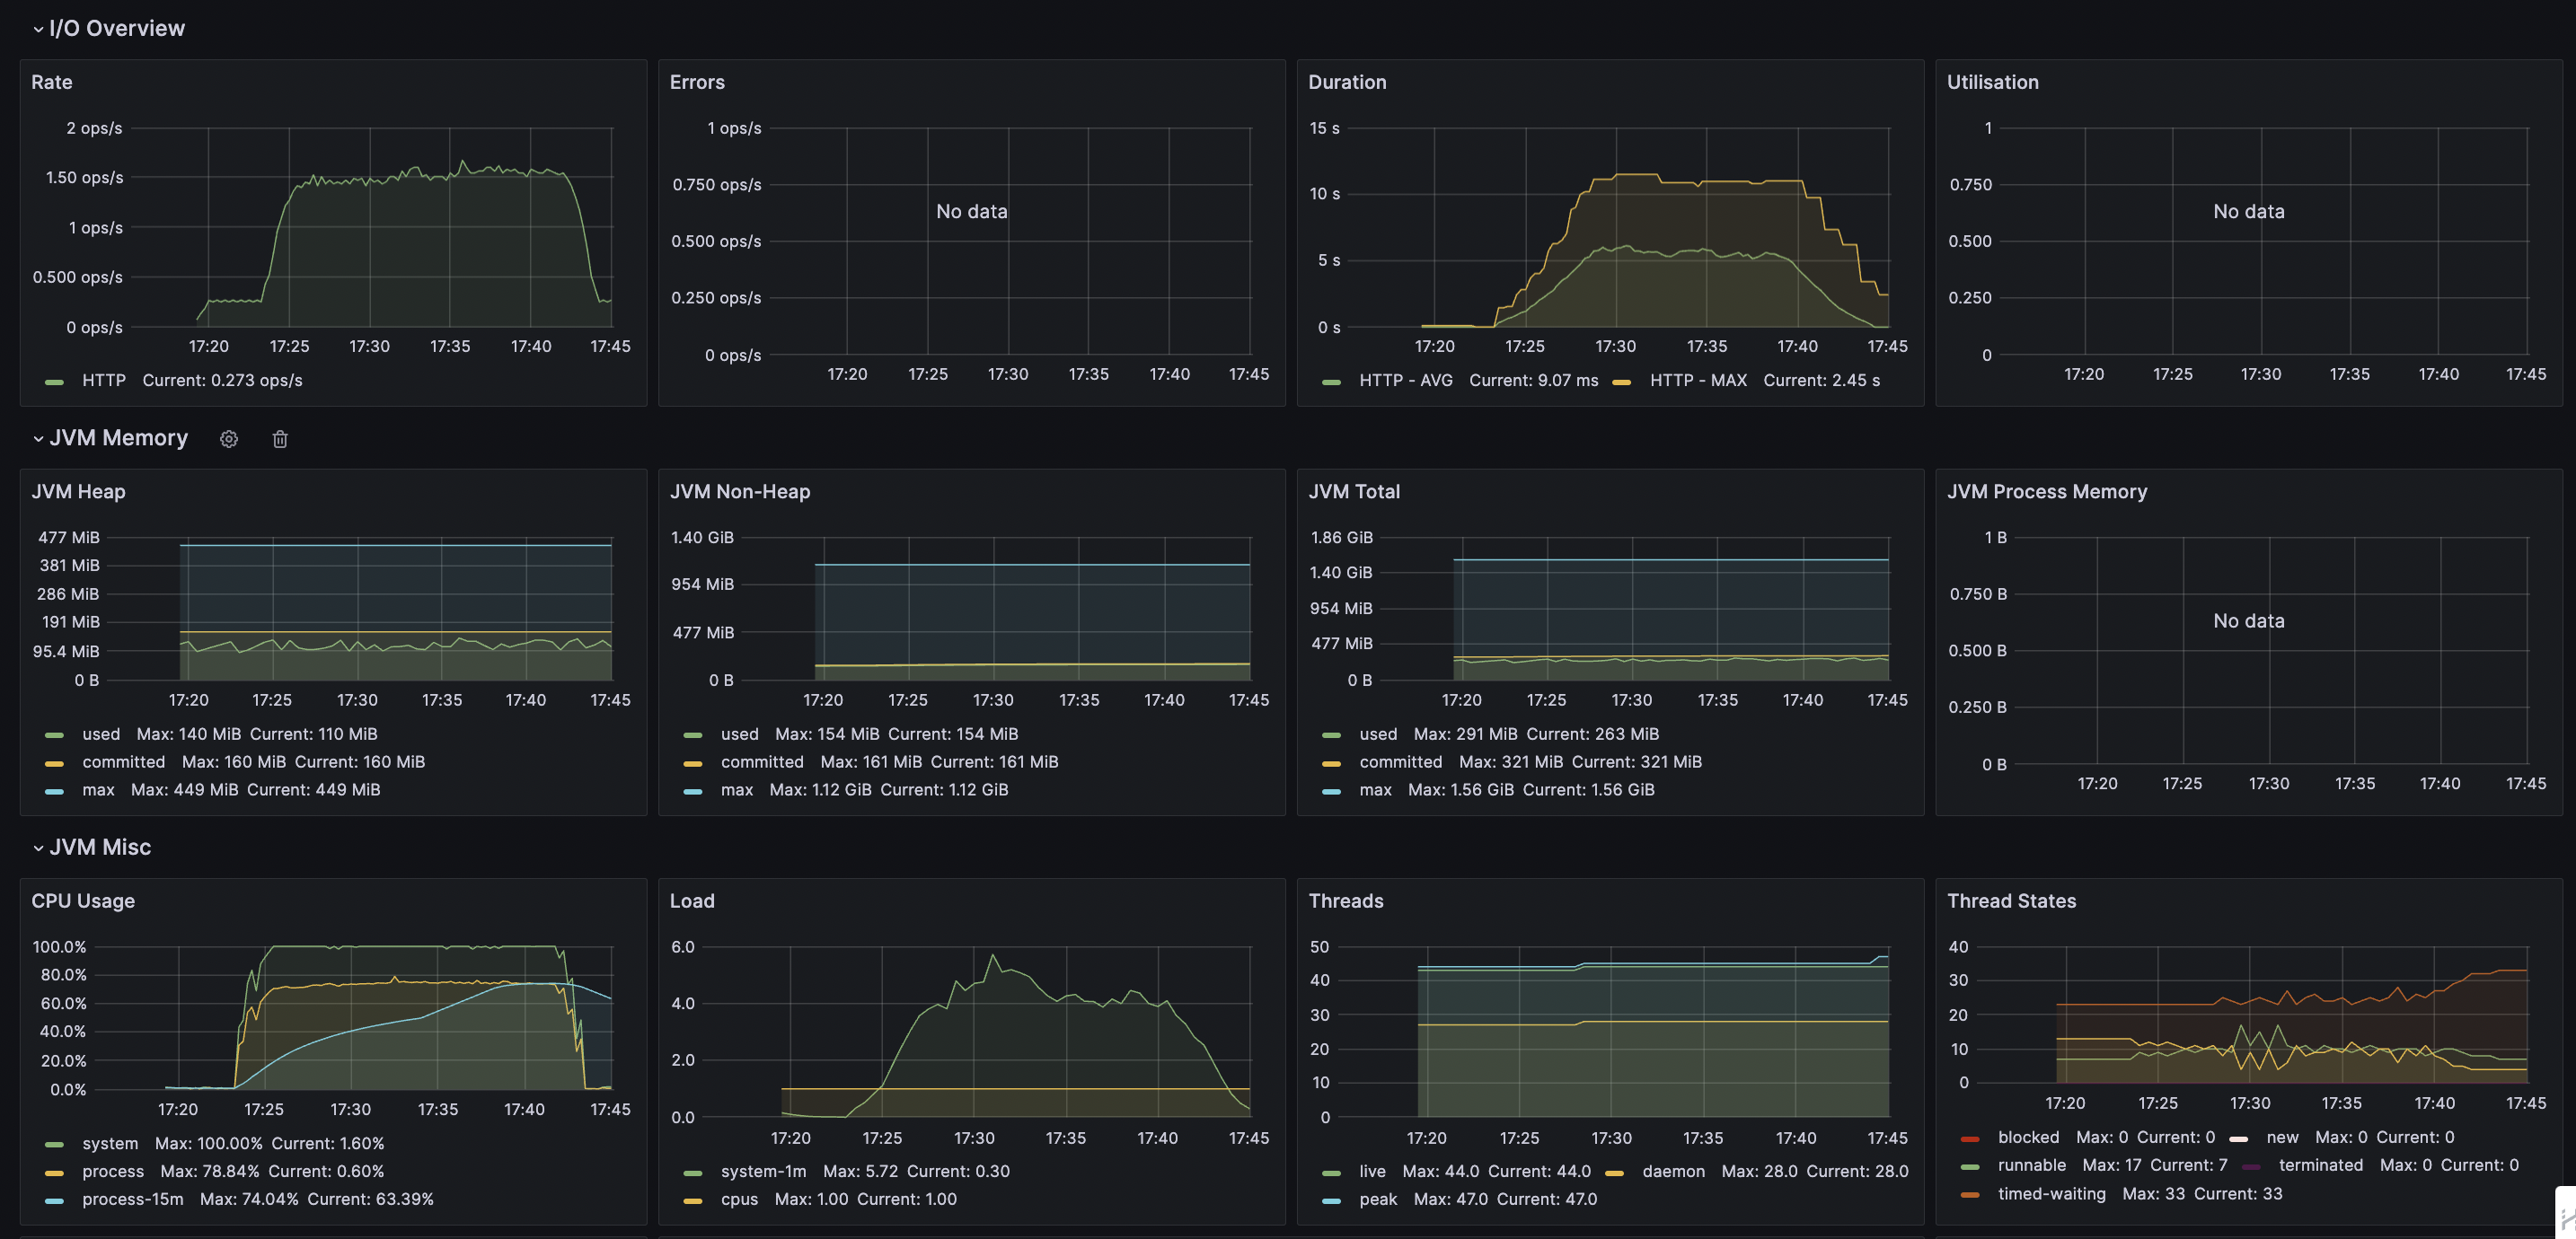 I/O Overview
Rate
2 ops/s
1.50 ops/s
1 ops/s
0.500 ops/s
0 ops/s
17:20 17:25 17:30 17:35 17:40 17:45
HTTP Current: 0.273 ops/s
Errors
1 ops/s
0.750 ops/s
0.500 ops/s
0.250 ops/s
0 ops/s
No data
17:20 17:25 17:30 17:35 17:40 17:45
Duration
15 s
10 s
5 s
0 s
17:20 17:25 17:30 17:35 17:40 17:45
HTTP - AVG Current: 9.07 ms HTTP - MAX Current: 2.45 s
Utilisation
1
0.750
0.500
0.250
0
No data
17:20 17:25 17:30 17:35 17:40 17:45
JVM Memory
JVM Heap
477 MiB
381 MiB
286 MiB
191 MiB
95.4 MiB
0 B
17:20 17:25 17:30 17:35 17:40 17:45
used Max: 140 MiB Current: 110 MiB
committed Max: 160 MiB Current: 160 MiB
max Max: 449 MiB Current: 449 MiB
JVM Non-Heap
1.40 GiB
954 MiB
477 MiB
0 B
17:20 17:25 17:30 17:35 17:40 17:45
used Max: 154 MiB Current: 154 MiB
committed Max: 161 MiB Current: 161 MiB
max Max: 1.12 GiB Current: 1.12 GiB
JVM Total
1.86 GiB
1.40 GiB
954 MiB
477 MiB
0 B
17:20 17:25 17:30 17:35 17:40 17:45
used Max: 291 MiB Current: 263 MiB
committed Max: 321 MiB Current: 321 MiB
max Max: 1.56 GiB Current: 1.56 GiB
JVM Process Memory
1 B
0.750 B
0.500 B
0.250 B
0 B
No data
17:20 17:25 17:30 17:35 17:40 17:45
JVM Misc
CPU Usage
100.0%
80.0%
60.0%
40.0%
20.0%
0.0%
17:20 17:25 17:30 17:35 17:40 17:45
system Max: 100.00% Current: 1.60%
process Max: 78.84% Current: 0.60%
process-15m Max: 74.04% Current: 63.39%
Load
6.0
4.0
2.0
0.0
17:20 17:25 17:30 17:35 17:40 17:45
system-1m Max: 5.72 Current: 0.30
cpus Max: 1.00 Current: 1.00
Threads
50
40
30
20
10
0
17:20 17:25 17:30 17:35 17:40 17:45
live Max: 44.0 Current: 44.0 daemon Max: 28.0 Current: 28.0
peak Max: 47.0 Current: 47.0
Thread States
40
30
20
10
0
17:20 17:25 17:30 17:35 17:40 17:45
blocked Max: 0 Current: 0 new Max: 0 Current: 0
runnable Max: 17 Current: 7 terminated Max: 0 Current: 0
timed-waiting Max: 33 Current: 33